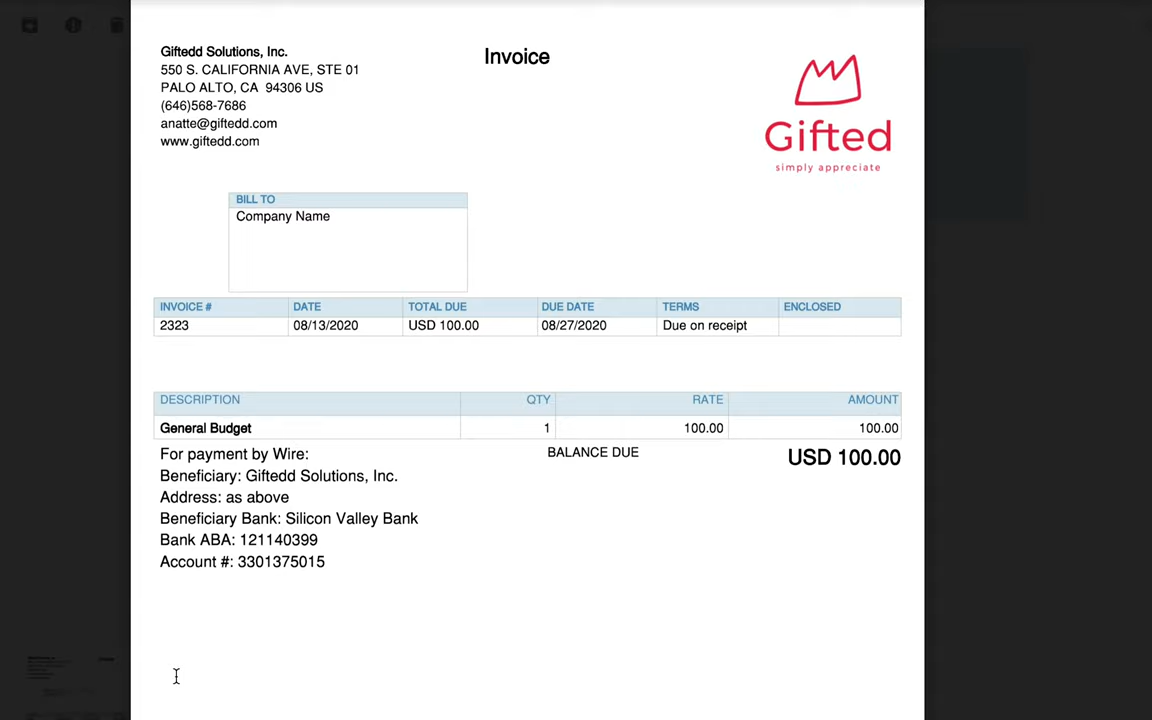 Giftedd Solutions, Inc.
550 S. CALIFORNIA AVE, STE 01
PALO ALTO, CA 94306 US
(646)568-7686
anatte@giftedd.com
www.giftedd.com
Invoice
Gifted
simply appreciate
BILL TO
Company Name
INVOICE # DATE TOTAL DUE DUE DATE TERMS ENCLOSED
2323 08/13/2020 USD 100.00 08/27/2020 Due on receipt
DESCRIPTION QTY RATE AMOUNT
General Budget 1 100.00 100.00
For payment by Wire:
BALANCE DUE USD 100.00
Beneficiary: Giftedd Solutions, Inc.
Address: as above
Beneficiary Bank: Silicon Valley Bank
Bank ABA: 121140399
Account #: 3301375015